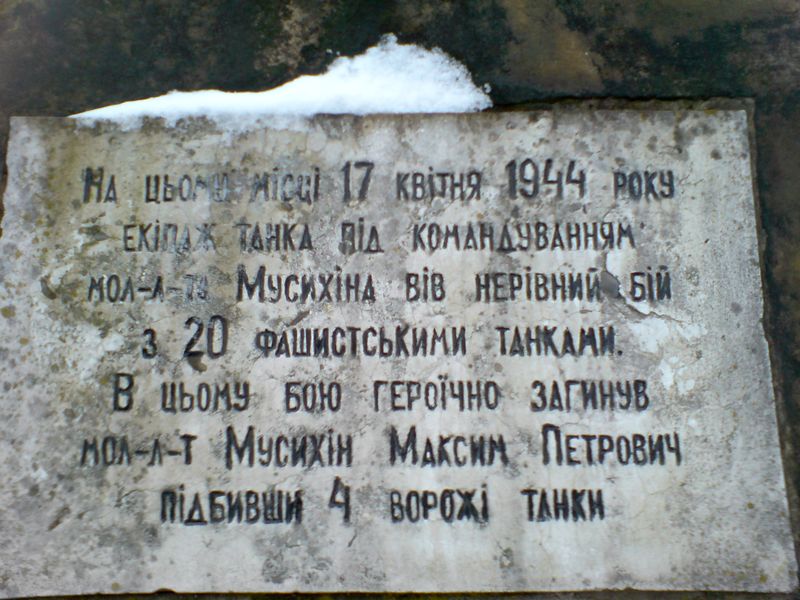 На цьому місці 17 квітня 1944 року
екіпаж танка під командуванням
мол-л-та Мусихіна вів нерівний бій
з 20 фашистськими танками.
В цьому бою героїчно загинув
мол-л-т Мусихін Максим Петрович
підбивши 4 ворожі танки